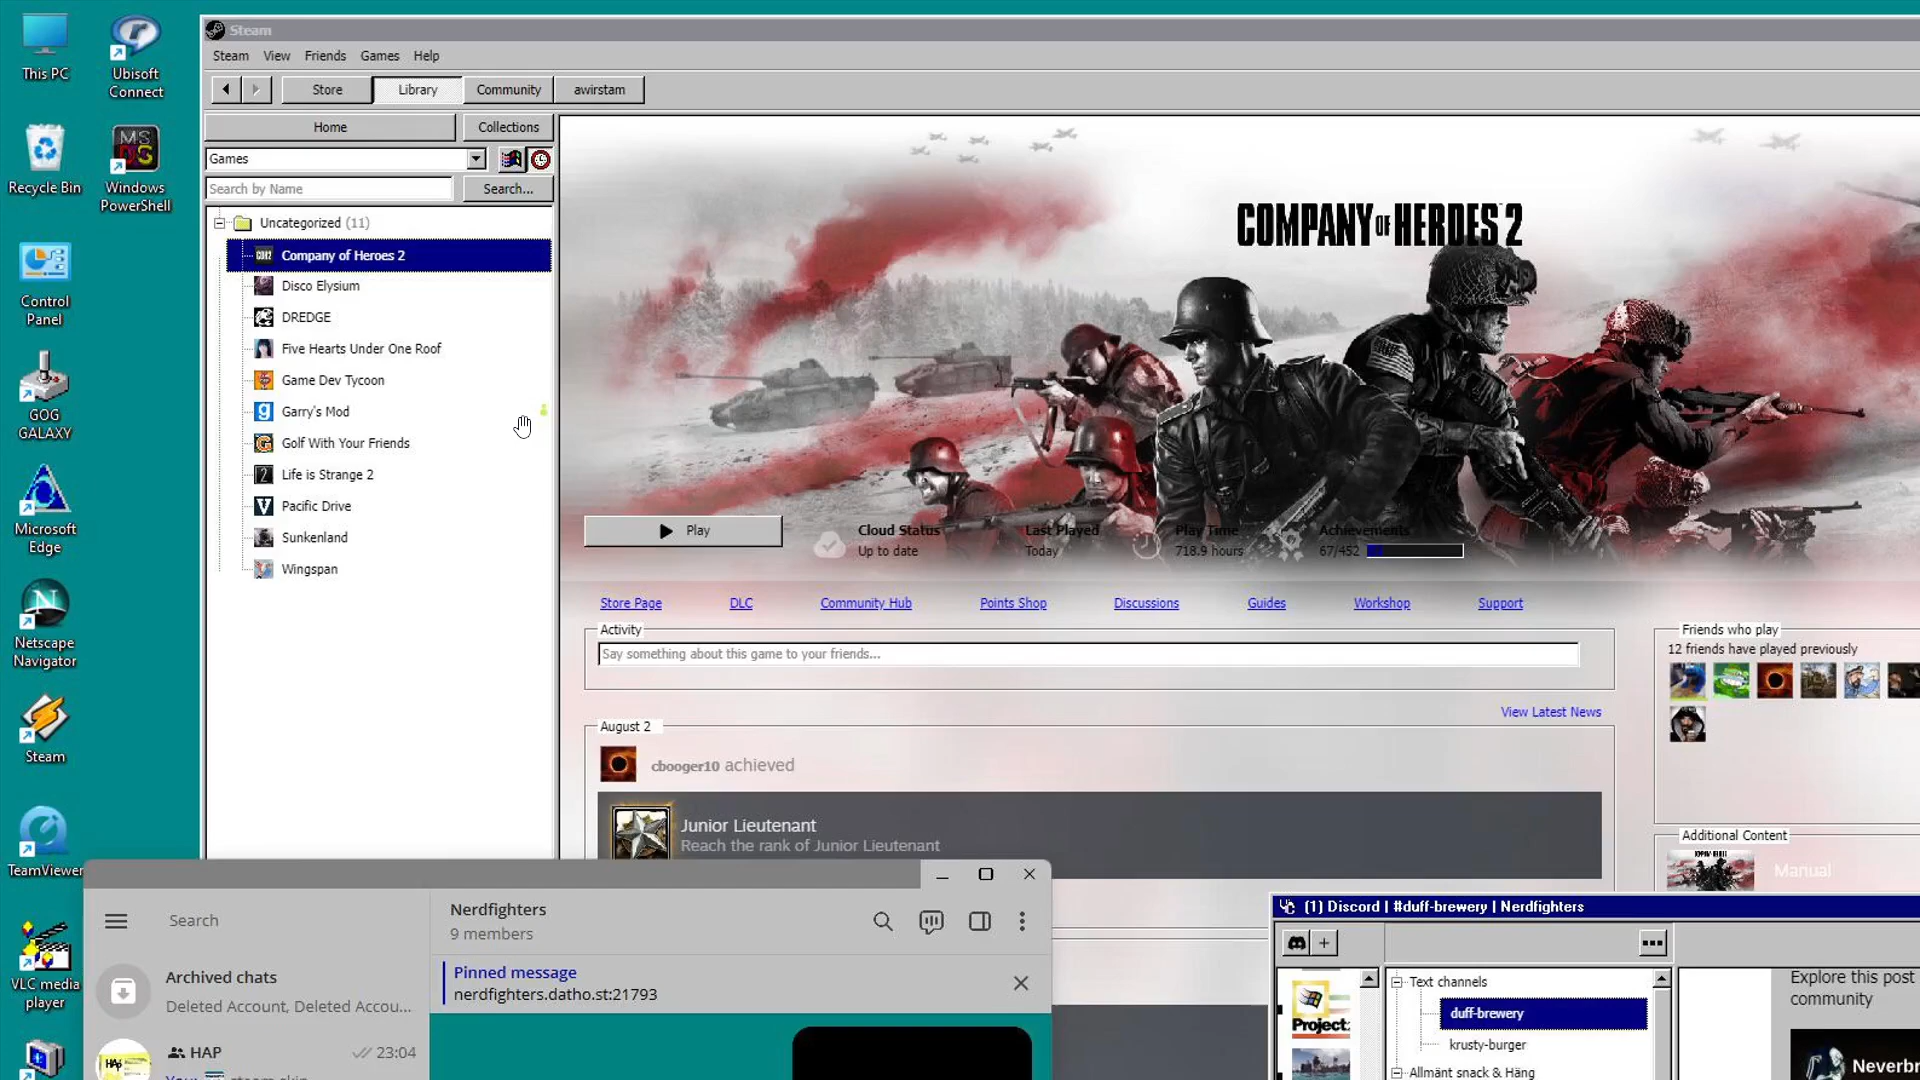 This PC
Ubisoft
Connect
Recycle Bin
MS
Windows
PowerShell
Control
Panel
GOG
GALAXY
Microsoft
Edge
N
Netscape
Navigator
Steam
TeamViewer
VLC media
player
Steam
Steam View Friends Games Help
Store Library Community awirstam
Home Collections
Games
Search by Name Search...
Uncategorized (11)
COH2 Company of Heroes 2
Disco Elysium
DREDGE
Five Hearts Under One Roof
Game Dev Tycoon
g Garry's Mod
Golf With Your Friends
2 Life is Strange 2
Pacific Drive
Sunkenland
Wingspan
COMPANY OF HEROES 2
Play
Cloud Status
Up to date
Last Played
Today
Play Time
718.9 hours
Achievements
67/452
Store Page DLC Community Hub Points Shop Discussions Guides Workshop Support
Activity
Say something about this game to your friends...
View Latest News
August 2
cbooger10 achieved
Junior Lieutenant
Reach the rank of Junior Lieutenant
Friends who play
12 friends have played previously
Additional Content
Manual
Search
Archived chats
Deleted Account, Deleted Accou...
HAP
HAP 23:04
Nerdfighters
9 members
Pinned message
nerdfighters.datho.st:21793
(1) Discord | #duff-brewery | Nerdfighters
+
...
Project
Text channels
duff-brewery
krusty-burger
Allmänt snack & Häng
Explore this post
community